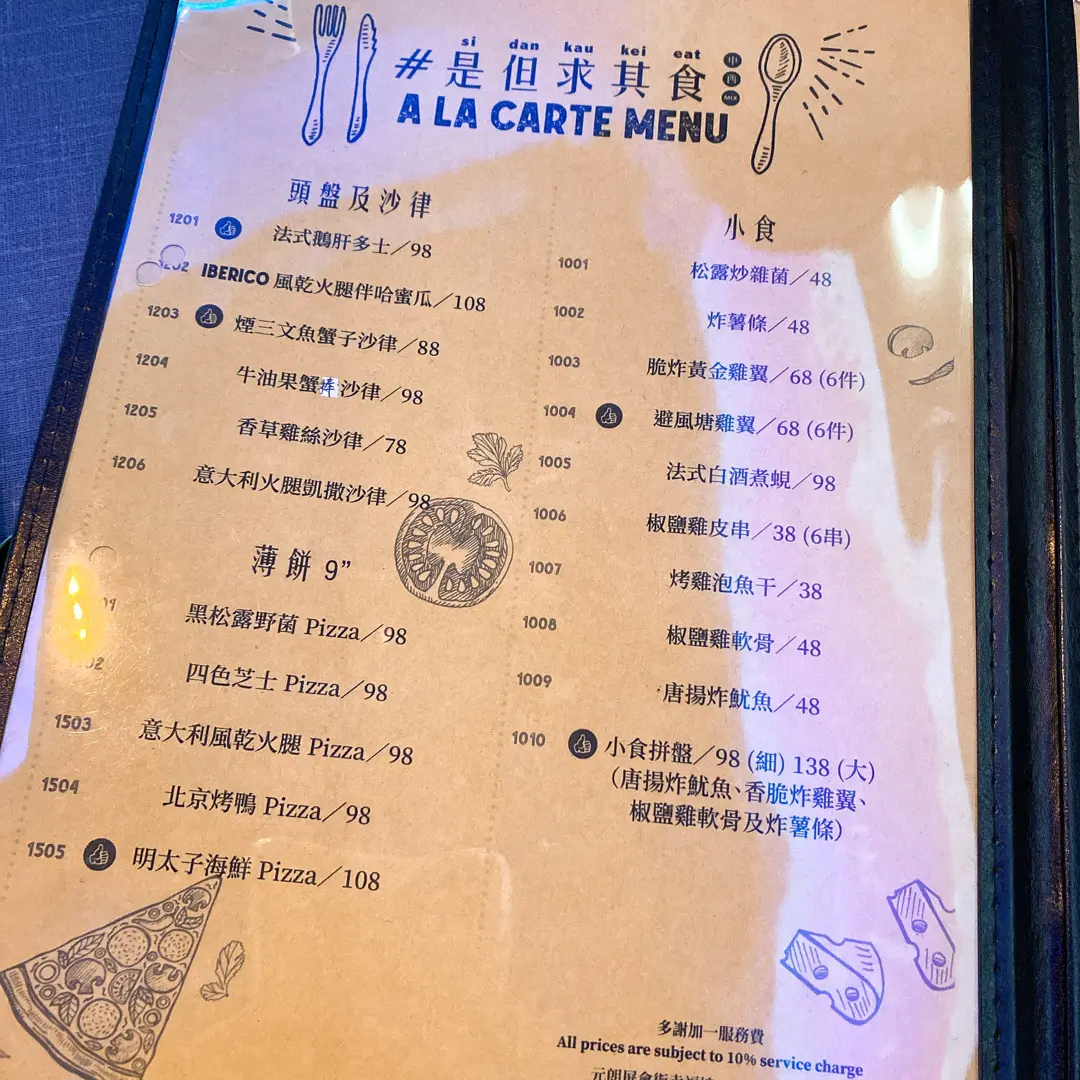 si dan kau kei eat
#是但求其食 中西MIX
A LA CARTE MENU
頭盤及沙律
1201 法式鵝肝多士/98
IBERICO 風乾火腿伴哈蜜瓜/108
1203 煙三文魚蟹子沙律/88
1204 牛油果蟹棒沙律/98
1205 香草雞絲沙律/78
1206 意大利火腿凱撒沙律/98
薄餅 9”
黑松露野菌 Pizza/98
四色芝士 Pizza/98
1503 意大利風乾火腿 Pizza/98
1504 北京烤鴨 Pizza/98
1505 明太子海鮮 Pizza/108
小食
1001 松露炒雜菌/48
1002 炸薯條/48
1003 脆炸黃金雞翼/68 (6件)
1004 避風塘雞翼/68 (6件)
1005 法式白酒煮蜆/98
1006 椒鹽雞皮串/38 (6串)
1007 烤雞泡魚干/38
1008 椒鹽雞軟骨/48
1009 唐揚炸魷魚/48
1010 小食拼盤/98 (細) 138 (大)
(唐揚炸魷魚、香脆炸雞翼、
椒鹽雞軟骨及炸薯條)
多謝加一服務費
All prices are subject to 10% service charge